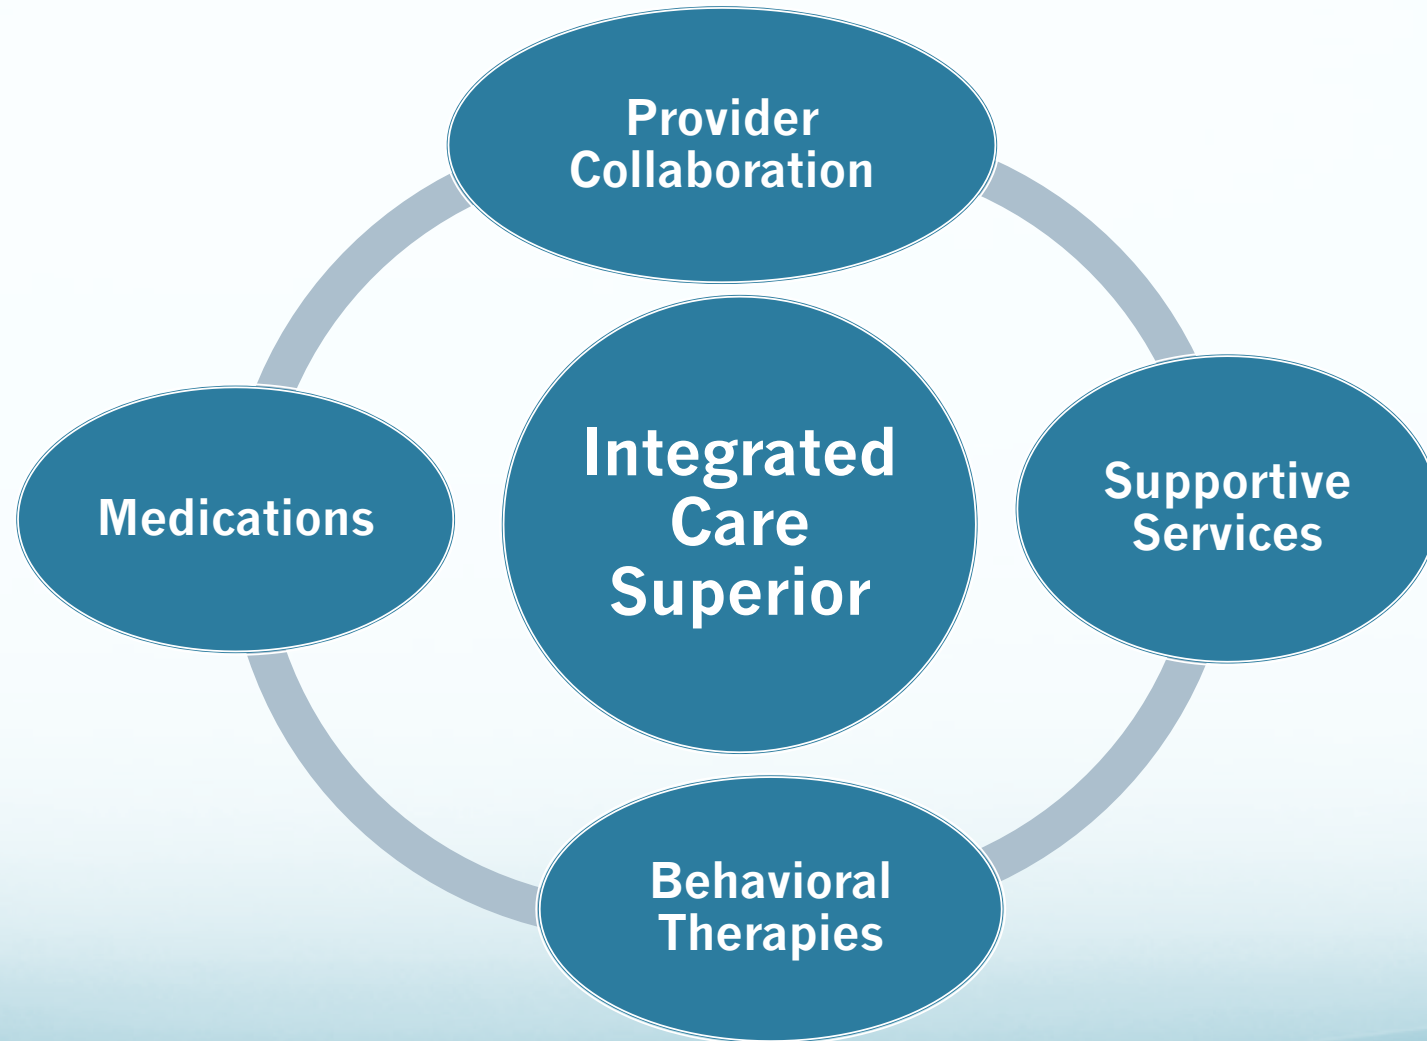 Provider
Collaboration
Integrated
Care
Superior
Supportive
Services
Medications
Behavioral
Therapies